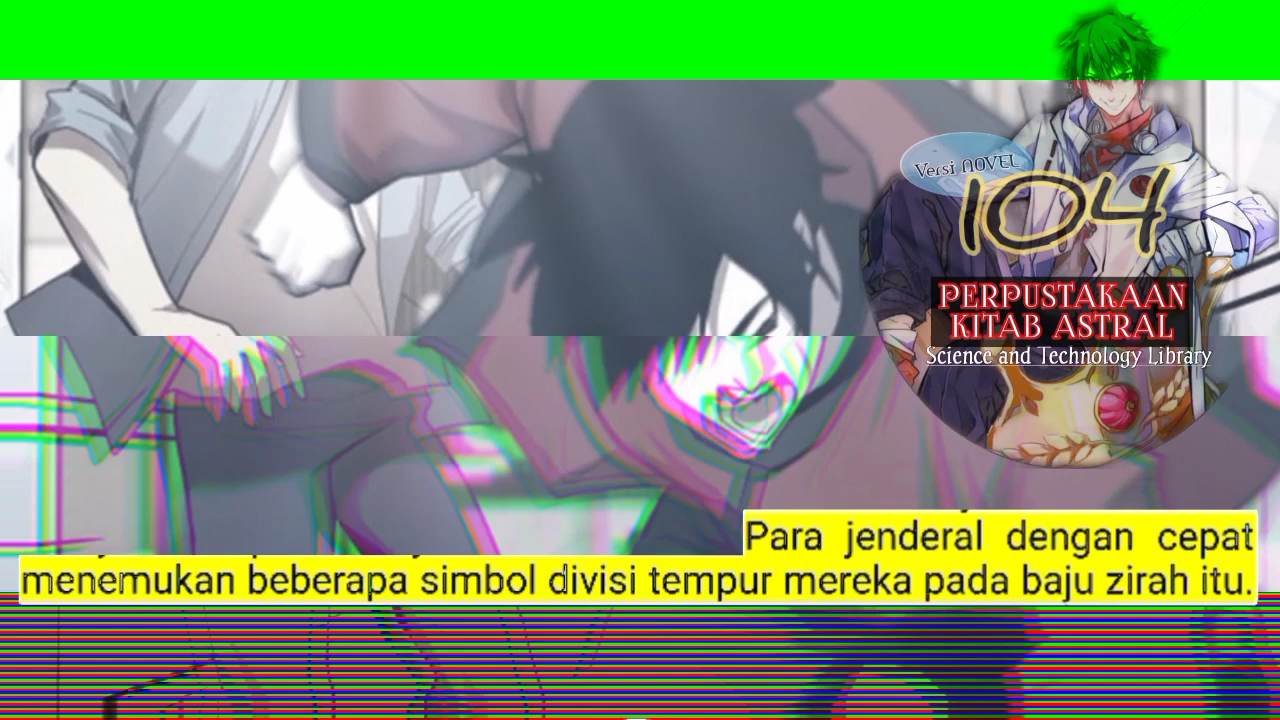 Versi NOVEL
104
PERPUSTAKAAN
KITAB ASTRAL
Science and Technology Library
Para jenderal dengan cepat
menemukan beberapa simbol divisi tempur mereka pada baju zirah itu.